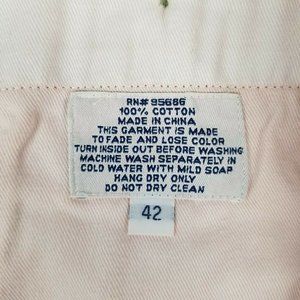 RN# 95686
100% COTTON
MADE IN CHINA
THIS GARMENT IS MADE
TO FADE AND LOSE COLOR
TURN INSIDE OUT BEFORE WASHING
MACHINE WASH SEPARATELY IN
COLD WATER WITH MILD SOAP
HANG DRY ONLY
DO NOT DRY CLEAN
42